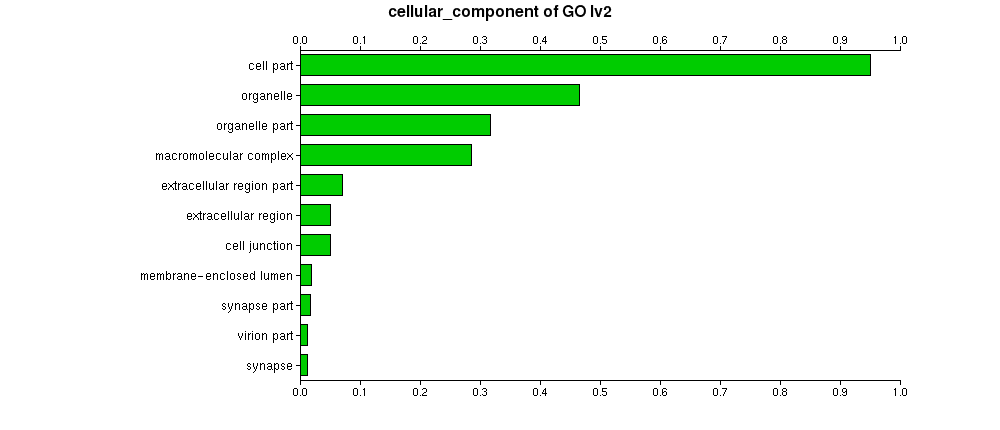 cellular_component of GO lv2
0.0 0.1 0.2 0.3 0.4 0.5 0.6 0.7 0.8 0.9 1.0
cell part
organelle
organelle part
macromolecular complex
extracellular region part
extracellular region
cell junction
membrane-enclosed lumen
synapse part
virion part
synapse
0.0 0.1 0.2 0.3 0.4 0.5 0.6 0.7 0.8 0.9 1.0